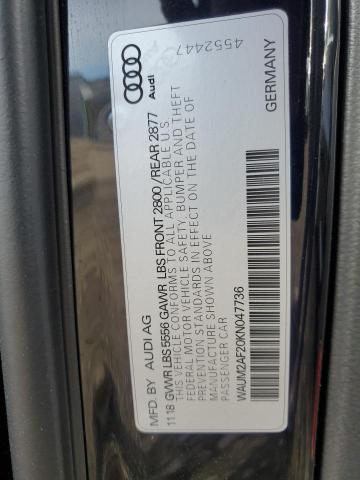 MFD. BY AUDI AG
11.18 GVWR LBS 5556 GAWR LBS FRONT 2800 / REAR 2877
THIS VEHICLE CONFORMS TO ALL APPLICABLE U.S.
FEDERAL MOTOR VEHICLE SAFETY, BUMPER AND THEFT
PREVENTION STANDARDS IN EFFECT ON THE DATE OF
MANUFACTURE SHOWN ABOVE
PASSENGER CAR
WAUM2AF20KN047736
Audi
4552447
GERMANY